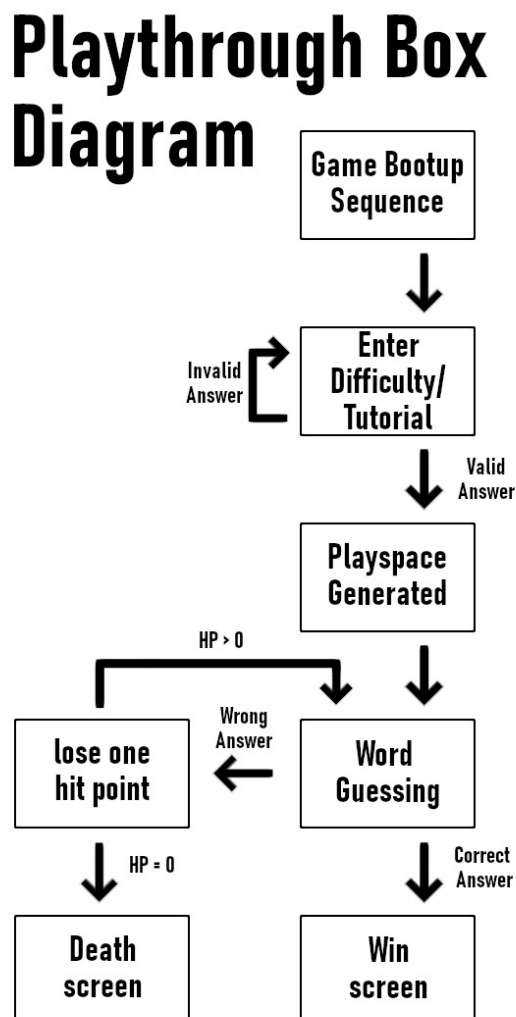 Playthrough Box
Diagram
Game Bootup
Sequence
Enter
Difficulty/
Tutorial
Invalid
Answer
Valid
Answer
Playspace
Generated
HP > 0
Wrong
Answer
lose one
hit point
Word
Guessing
HP = 0
Correct
Answer
Death
screen
Win
screen